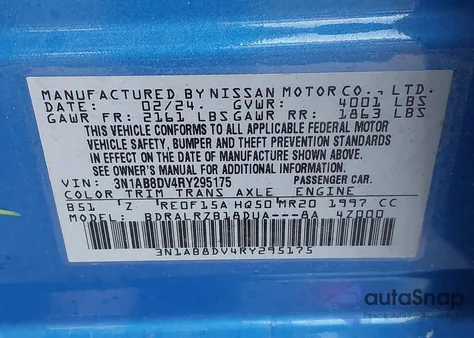 MANUFACTURED BY NISSAN MOTOR CO., LTD.
DATE: 02/24. GVWR: 4001 LBS
GAWR FR: 2161 LBS GAWR RR: 1863 LBS
THIS VEHICLE CONFORMS TO ALL APPLICABLE FEDERAL MOTOR
VEHICLE SAFETY, BUMPER AND THEFT PREVENTION STANDARDS
IN EFFECT ON THE DATE OF MANUFACTURE SHOWN ABOVE.
SEE OWNER'S MANUAL FOR ADDITIONAL INFORMATION.
VIN: 3N1AB8DV4RY295175 PASSENGER CAR.
COLOR TRIM TRANS AXLE ENGINE
B51 'Z 'RE0F15A HQ50'MR20 1997 CC
MODEL: BDRALRZB18DUA---8A 4Z000
3N1AB8DV4RY295175
autoSnap